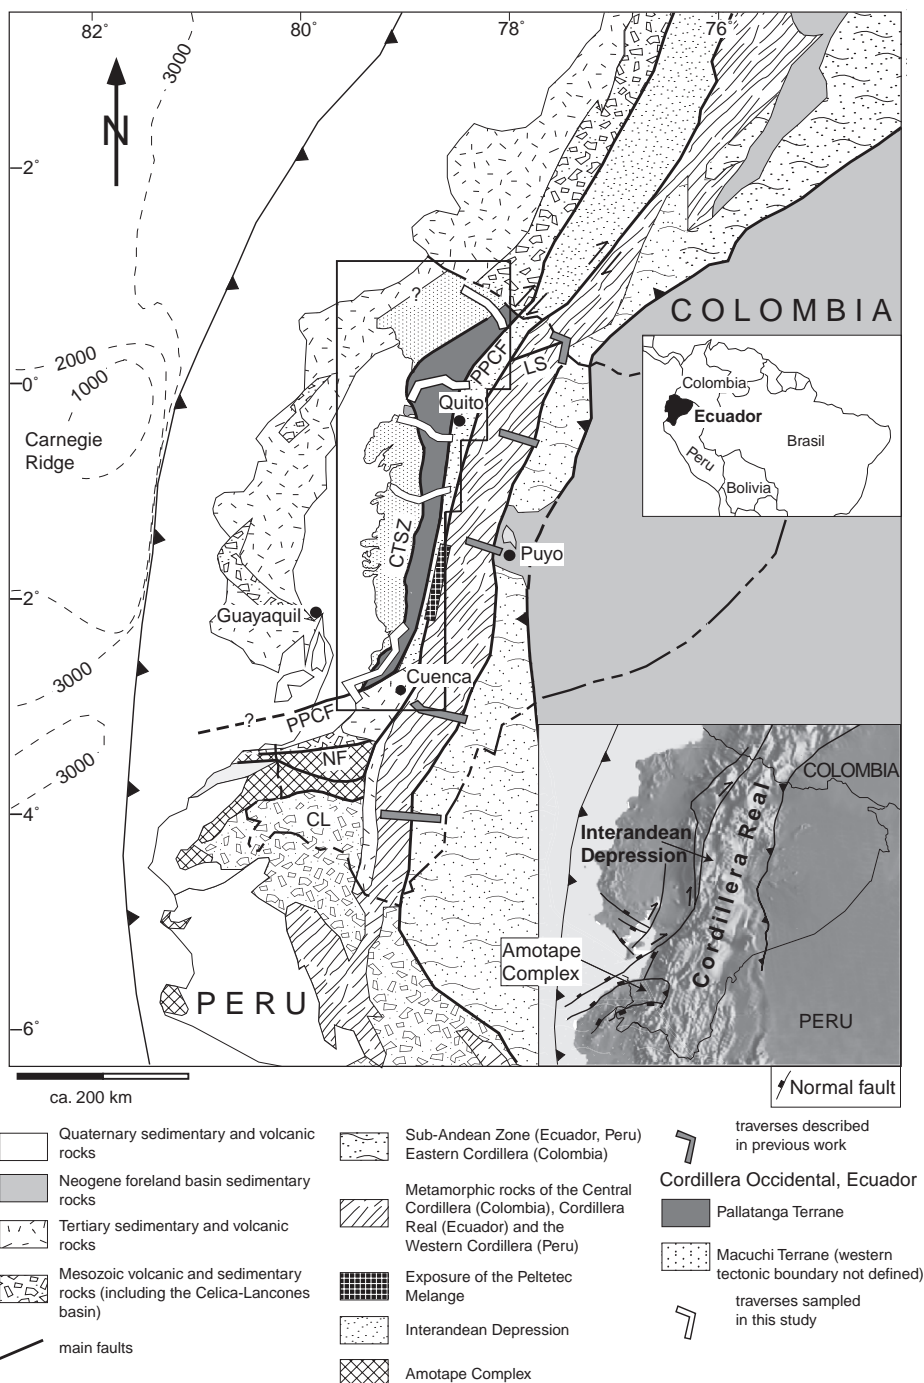 82°
80°
78°
76°
3000
N
2°
COLOMBIA
?
PPCF
LS
2000
1000
0°
Carnegie
Ridge
Quito
Colombia
Ecuador
Brasil
Peru
Bolivia
CTSZ
Puyo
2°
Guayaquil
3000
Cuenca
?
PPCF
3000
NF
CL
4°
COLOMBIA
Interandean
Depression
Cordillera Real
Amotape
Complex
PERU
PERU
6°
Normal fault
ca. 200 km
Quaternary sedimentary and volcanic
rocks
Neogene foreland basin sedimentary
rocks
Tertiary sedimentary and volcanic
rocks
Mesozoic volcanic and sedimentary
rocks (including the Celica-Lancones
basin)
main faults
Sub-Andean Zone (Ecuador, Peru)
Eastern Cordillera (Colombia)
Metamorphic rocks of the Central
Cordillera (Colombia), Cordillera
Real (Ecuador) and the
Western Cordillera (Peru)
Exposure of the Peltetec
Melange
Interandean Depression
Amotape Complex
traverses described
in previous work
Cordillera Occidental, Ecuador
Pallatanga Terrane
Macuchi Terrane (western
tectonic boundary not defined)
traverses sampled
in this study